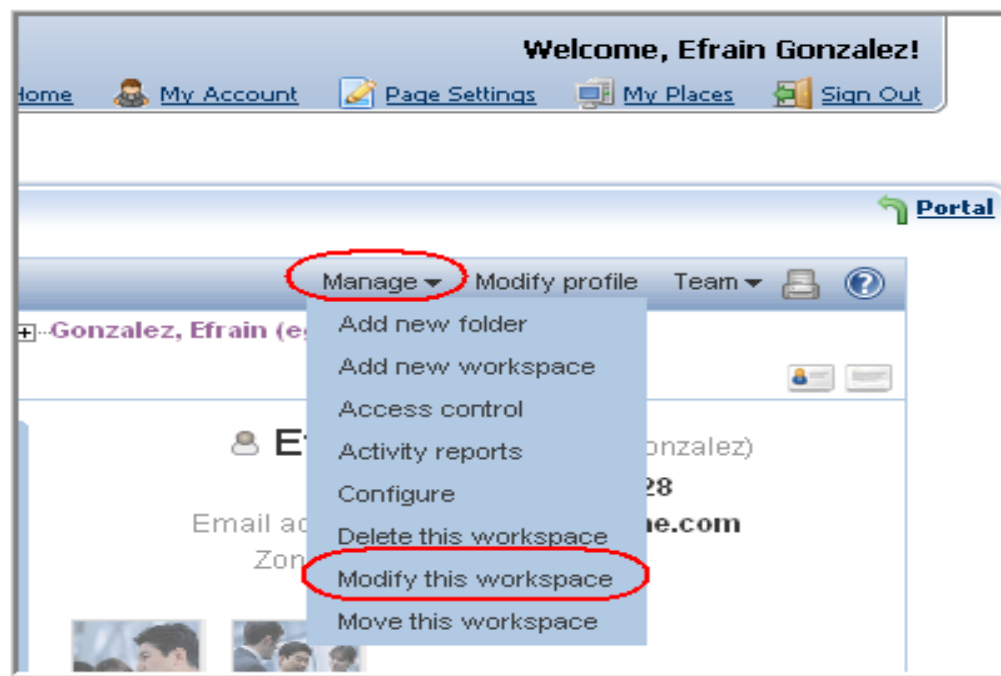 Welcome, Efrain Gonzalez!
My Account Page Settings My Places Sign Out
Portal
Manage Modify profile Team
Gonzalez, Efrain
Add new folder
Add new workspace
Access control
Activity reports
onzalez)
Configure
28
Email
Delete this workspace
e.com
Modify this workspace
Move this workspace